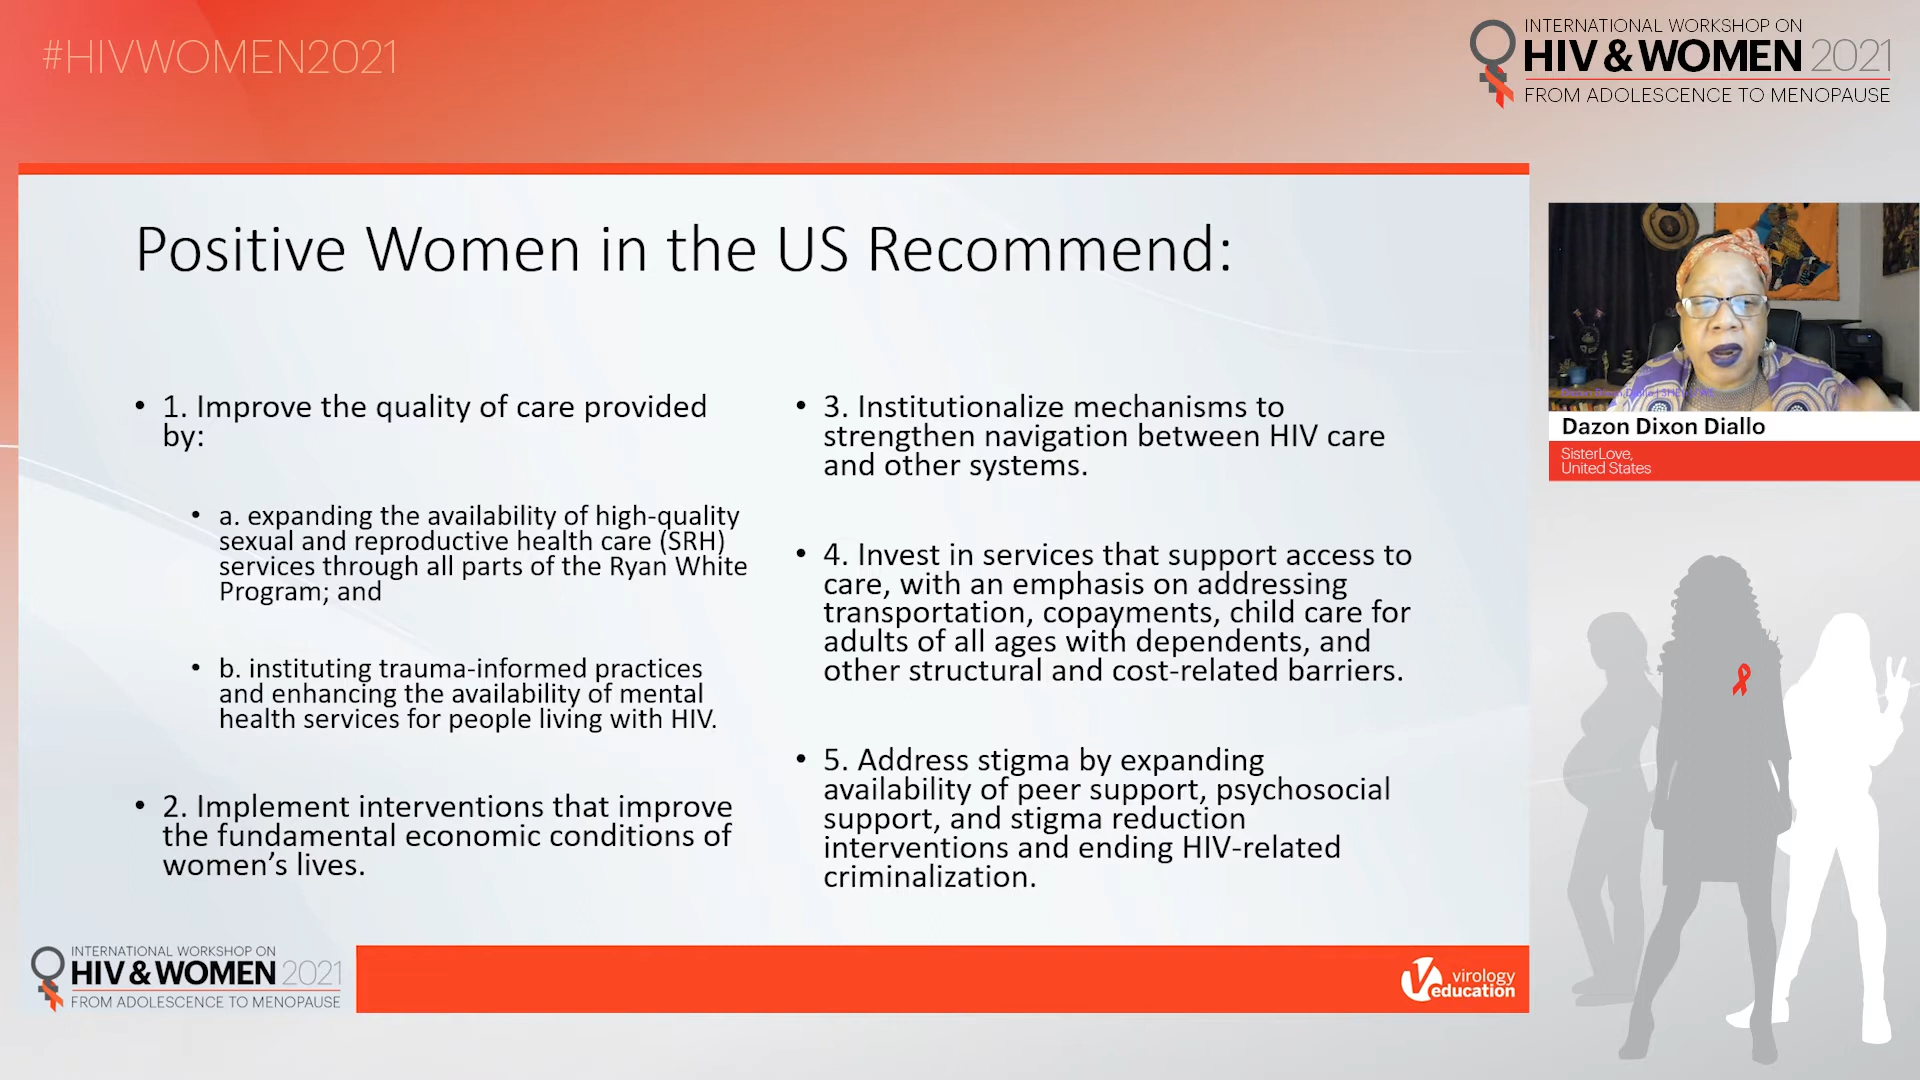 #HIVWOMEN2021
INTERNATIONAL WORKSHOP ON
HIV & WOMEN 2021
FROM ADOLESCENCE TO MENOPAUSE
Positive Women in the US Recommend:
• 1. Improve the quality of care provided
by:
• a. expanding the availability of high-quality
sexual and reproductive health care (SRH)
services through all parts of the Ryan White
Program; and
• b. instituting trauma-informed practices
and enhancing the availability of mental
health services for people living with HIV.
• 2. Implement interventions that improve
the fundamental economic conditions of
women’s lives.
• 3. Institutionalize mechanisms to
strengthen navigation between HIV care
and other systems.
• 4. Invest in services that support access to
care, with an emphasis on addressing
transportation, copayments, child care for
adults of all ages with dependents, and
other structural and cost-related barriers.
• 5. Address stigma by expanding
availability of peer support, psychosocial
support, and stigma reduction
interventions and ending HIV-related
criminalization.
Dazon Dixon Diallo
SisterLove,
United States
INTERNATIONAL WORKSHOP ON
HIV & WOMEN 2021
FROM ADOLESCENCE TO MENOPAUSE
virology
education